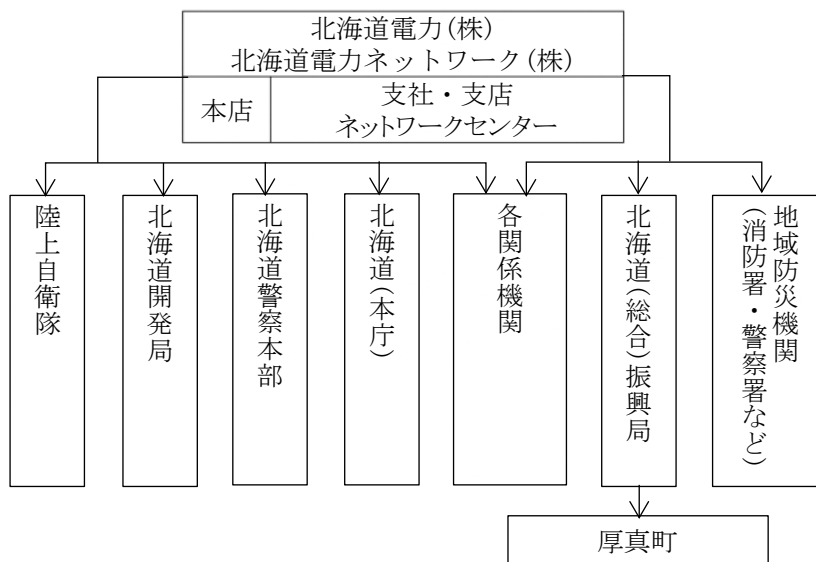 北海道電力(株)
北海道電力ネットワーク(株)
本店
支社・支店
ネットワークセンター
陸上自衛隊
北海道開発局
北海道警察本部
北海道(本庁)
各関係機関
北海道(総合)振興局
地域防災機関
(消防署・警察署など)
厚真町